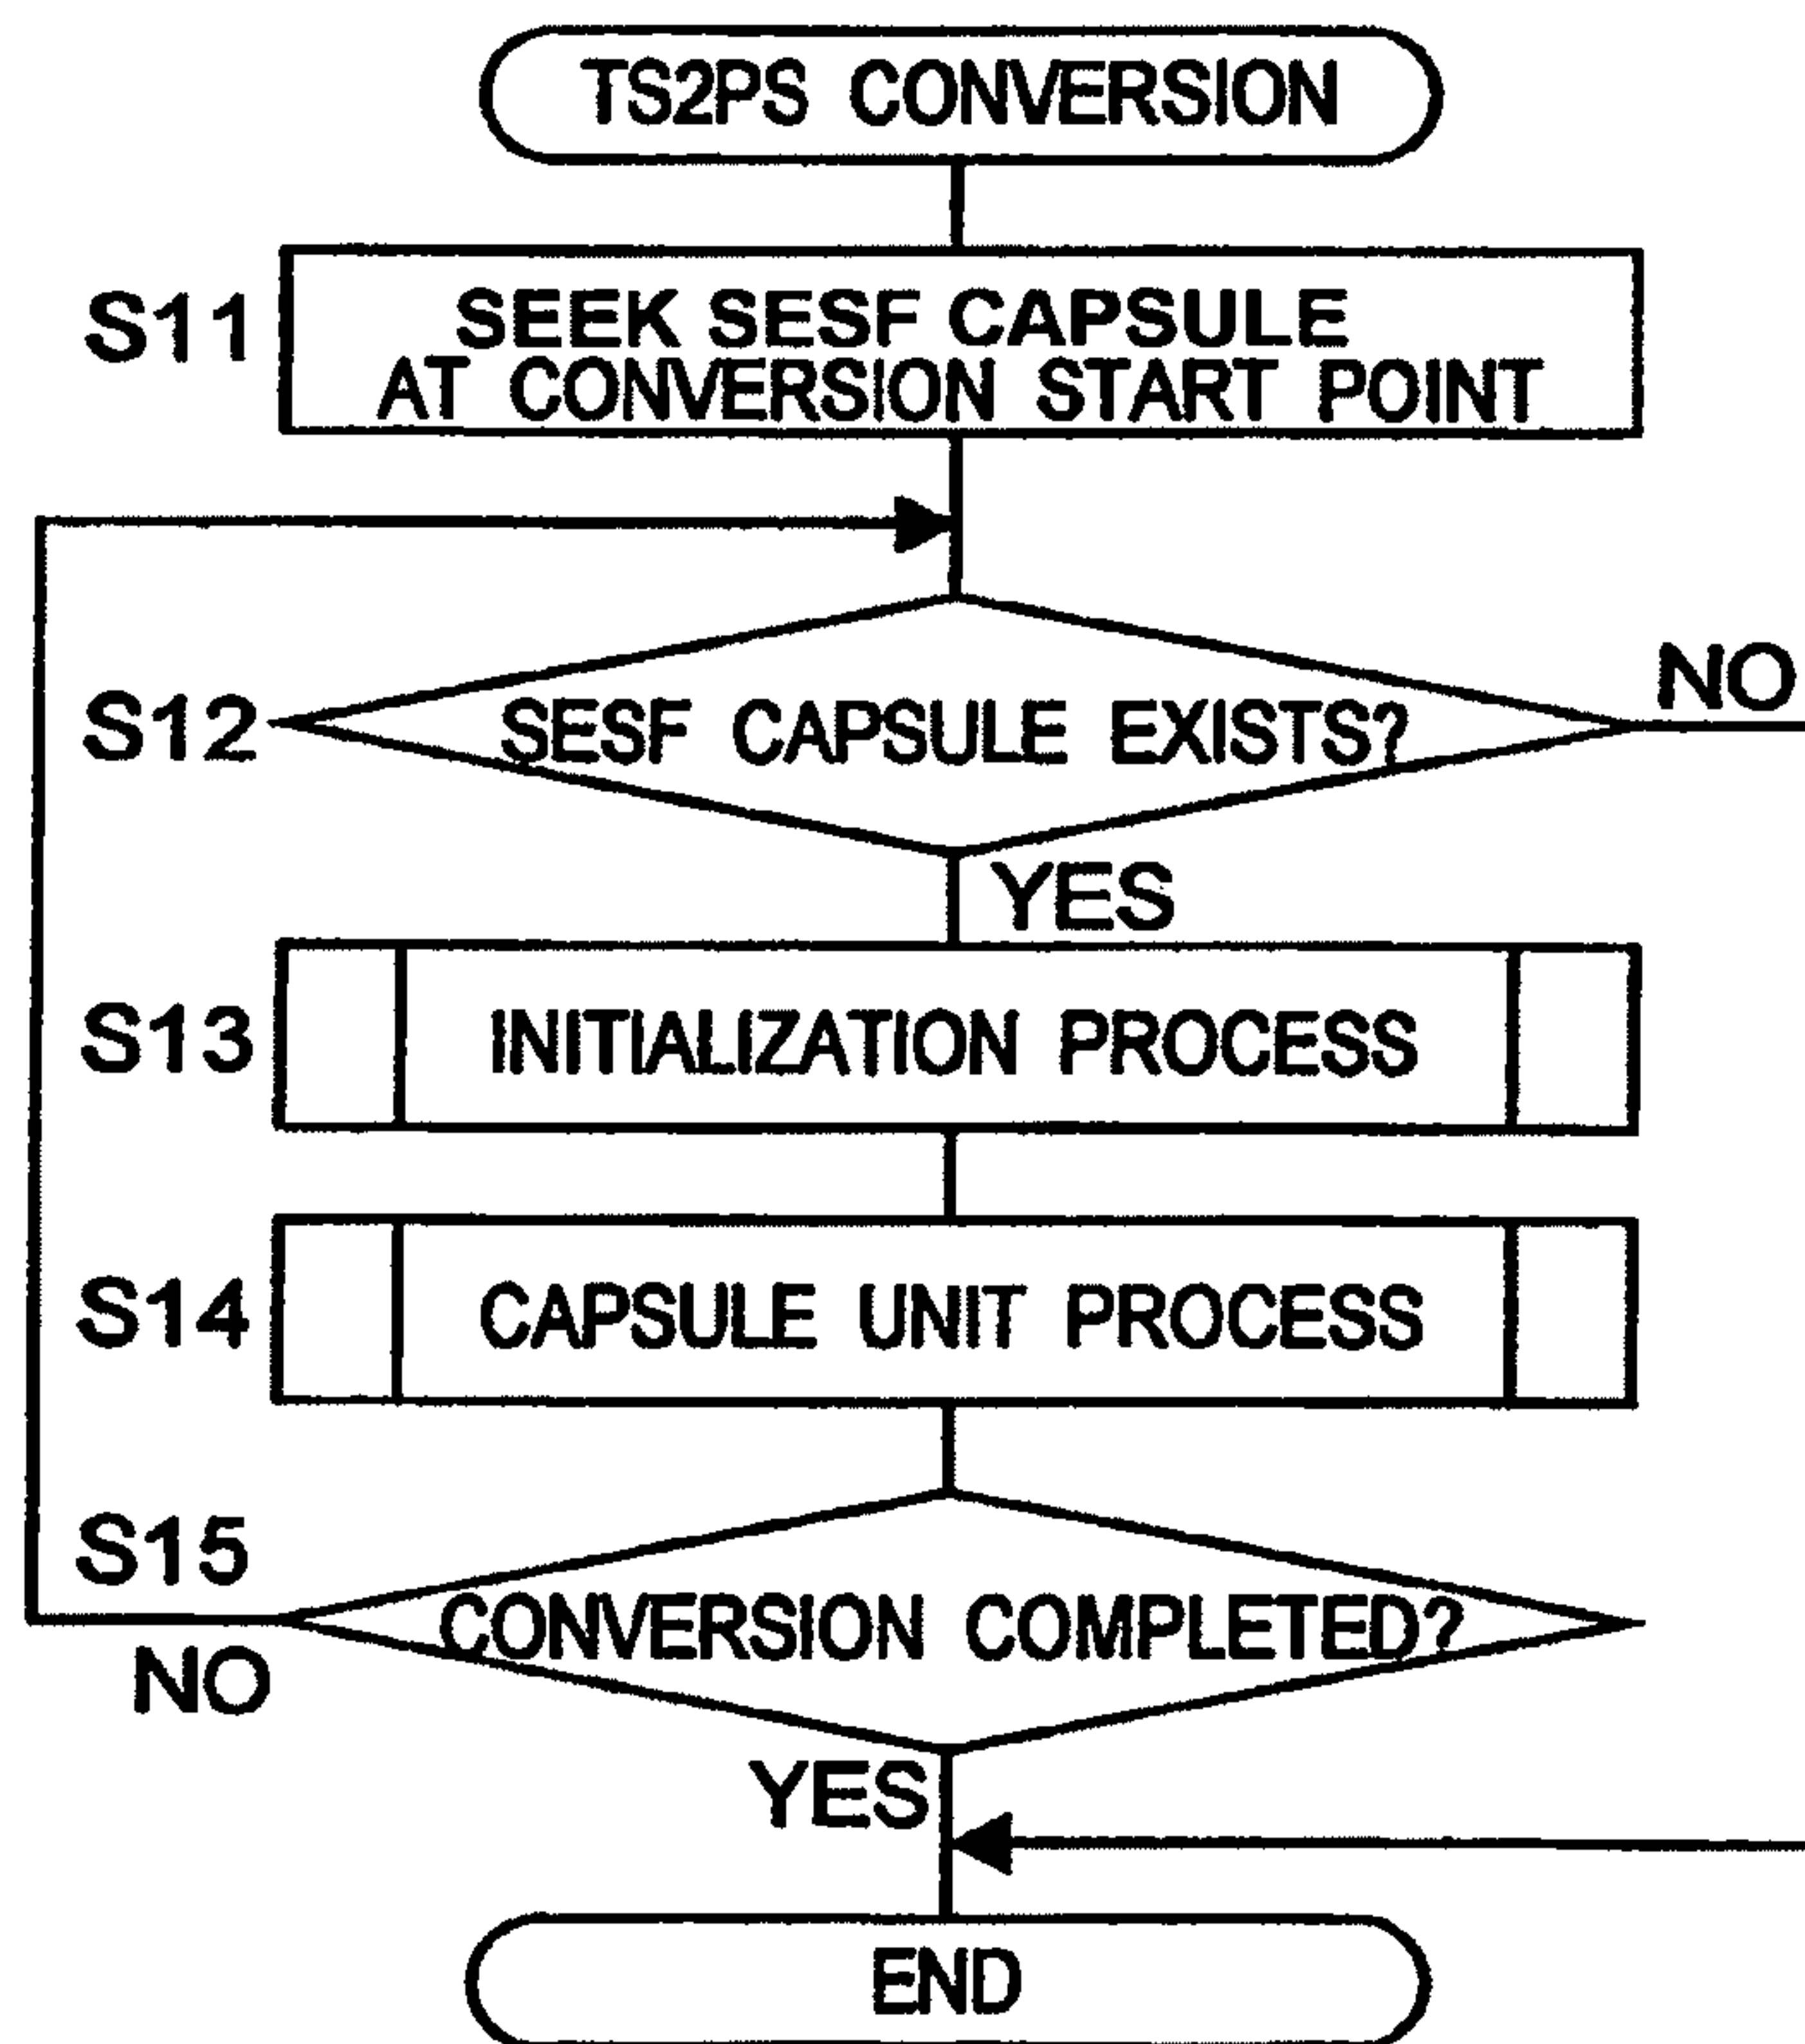 TS2PS CONVERSION
S11
SEEK SESF CAPSULE
AT CONVERSION START POINT
S12
SESF CAPSULE EXISTS?
NO
YES
S13
INITIALIZATION PROCESS
S14
CAPSULE UNIT PROCESS
S15
CONVERSION COMPLETED?
NO
YES
END